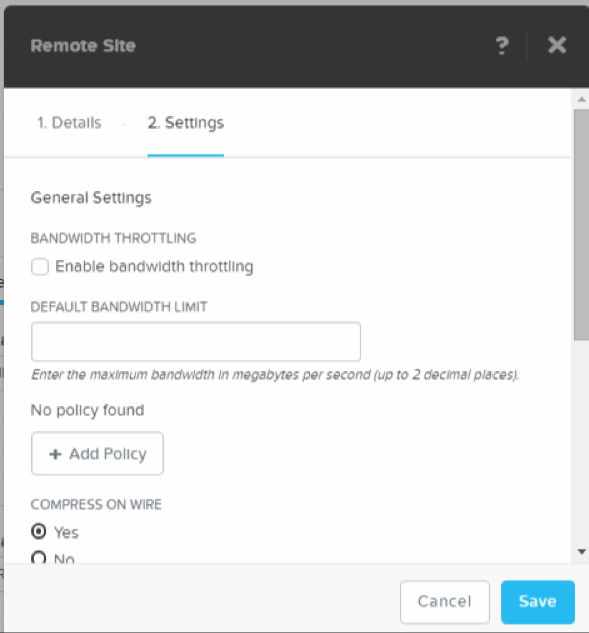 Remote Site
?
1. Details
2. Settings
General Settings
BANDWIDTH THROTTLING
Enable bandwidth throttling
DEFAULT BANDWIDTH LIMIT
Enter the maximum bandwidth in megabytes per second (up to 2 decimal places).
No policy found
+ Add Policy
COMPRESS ON WIRE
Yes
No
Cancel
Save